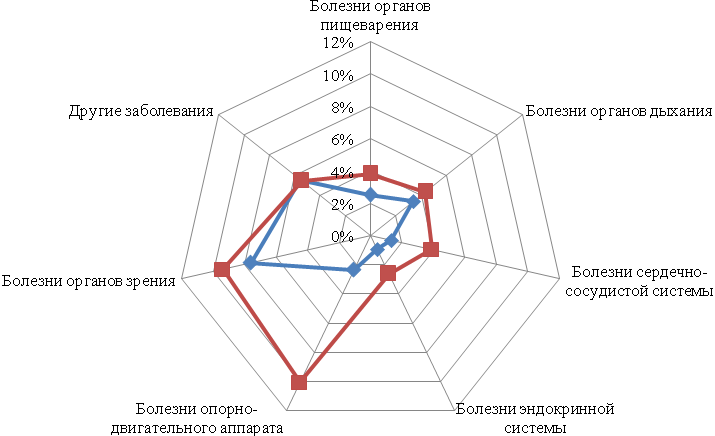 Болезни органов
пищеварения
12%
10%
8%
6%
4%
2%
0%
Другие заболевания
Болезни органов дыхания
Болезни органов зрения
Болезни сердечно-
сосудистой системы
Болезни опорно-
двигательного аппарата
Болезни эндокринной
системы